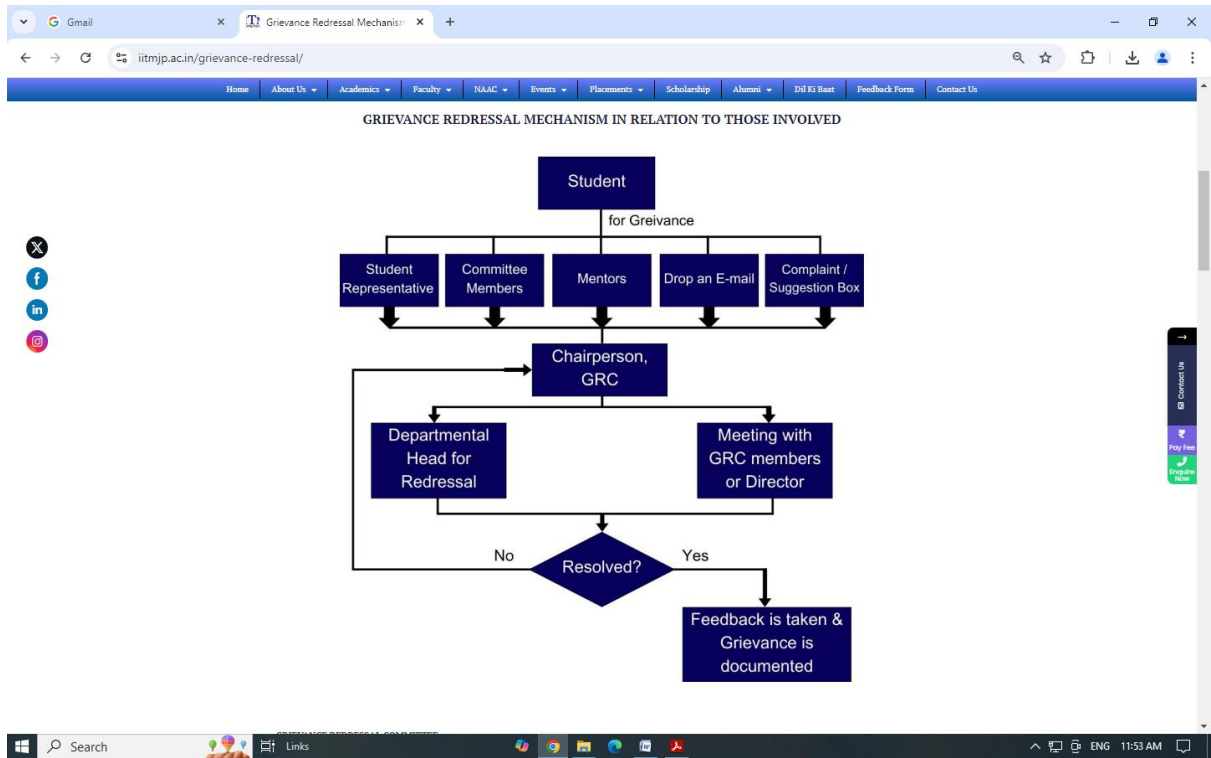 Gmail
Grievance Redressal Mechanism
iitmjp.ac.in/grievance-redressal/
Home About Us Academics Faculty NAAC Events Placements Scholarship Alumni Dil Ki Baat Feedback Form Contact Us
GRIEVANCE REDRESSAL MECHANISM IN RELATION TO THOSE INVOLVED
Student
for Greivance
Student
Representative
Committee
Members
Mentors
Drop an E-mail
Complaint /
Suggestion Box
Chairperson,
GRC
Contact Us
Pay Fee
Enquire
Now
Departmental
Head for
Redressal
Meeting with
GRC members
or Director
No
Resolved?
Yes
Feedback is taken &
Grievance is
documented
GRIEVANCE REDRESSAL COMMITTEE
Search
Links
ENG
11:53 AM